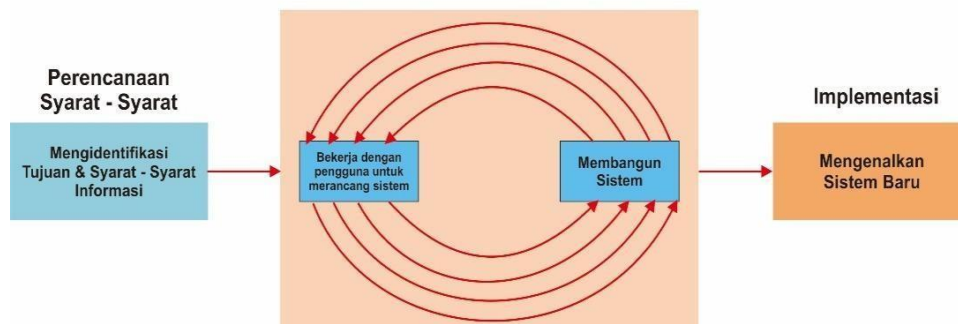 Perencanaan
Syarat - Syarat
Mengidentifikasi
Tujuan & Syarat - Syarat
Informasi
Bekerja dengan
pengguna untuk
merancang sistem
Membangun
Sistem
Implementasi
Mengenalkan
Sistem Baru